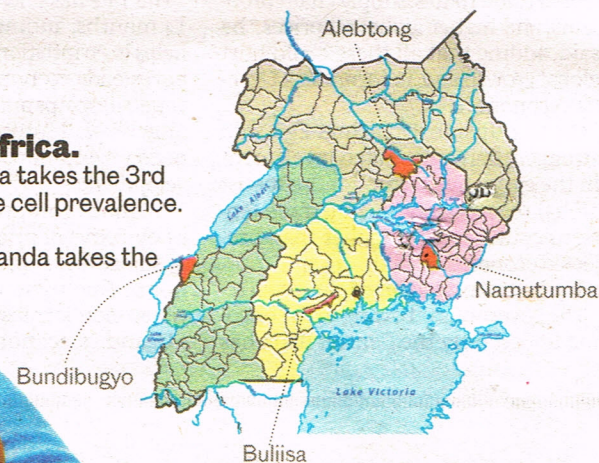 Alebtong
frica.
a takes the 3rd
e cell prevalence.
Lake Albert
anda takes the
Namutumba
Bundibugyo
Lake Victoria
Buliisa